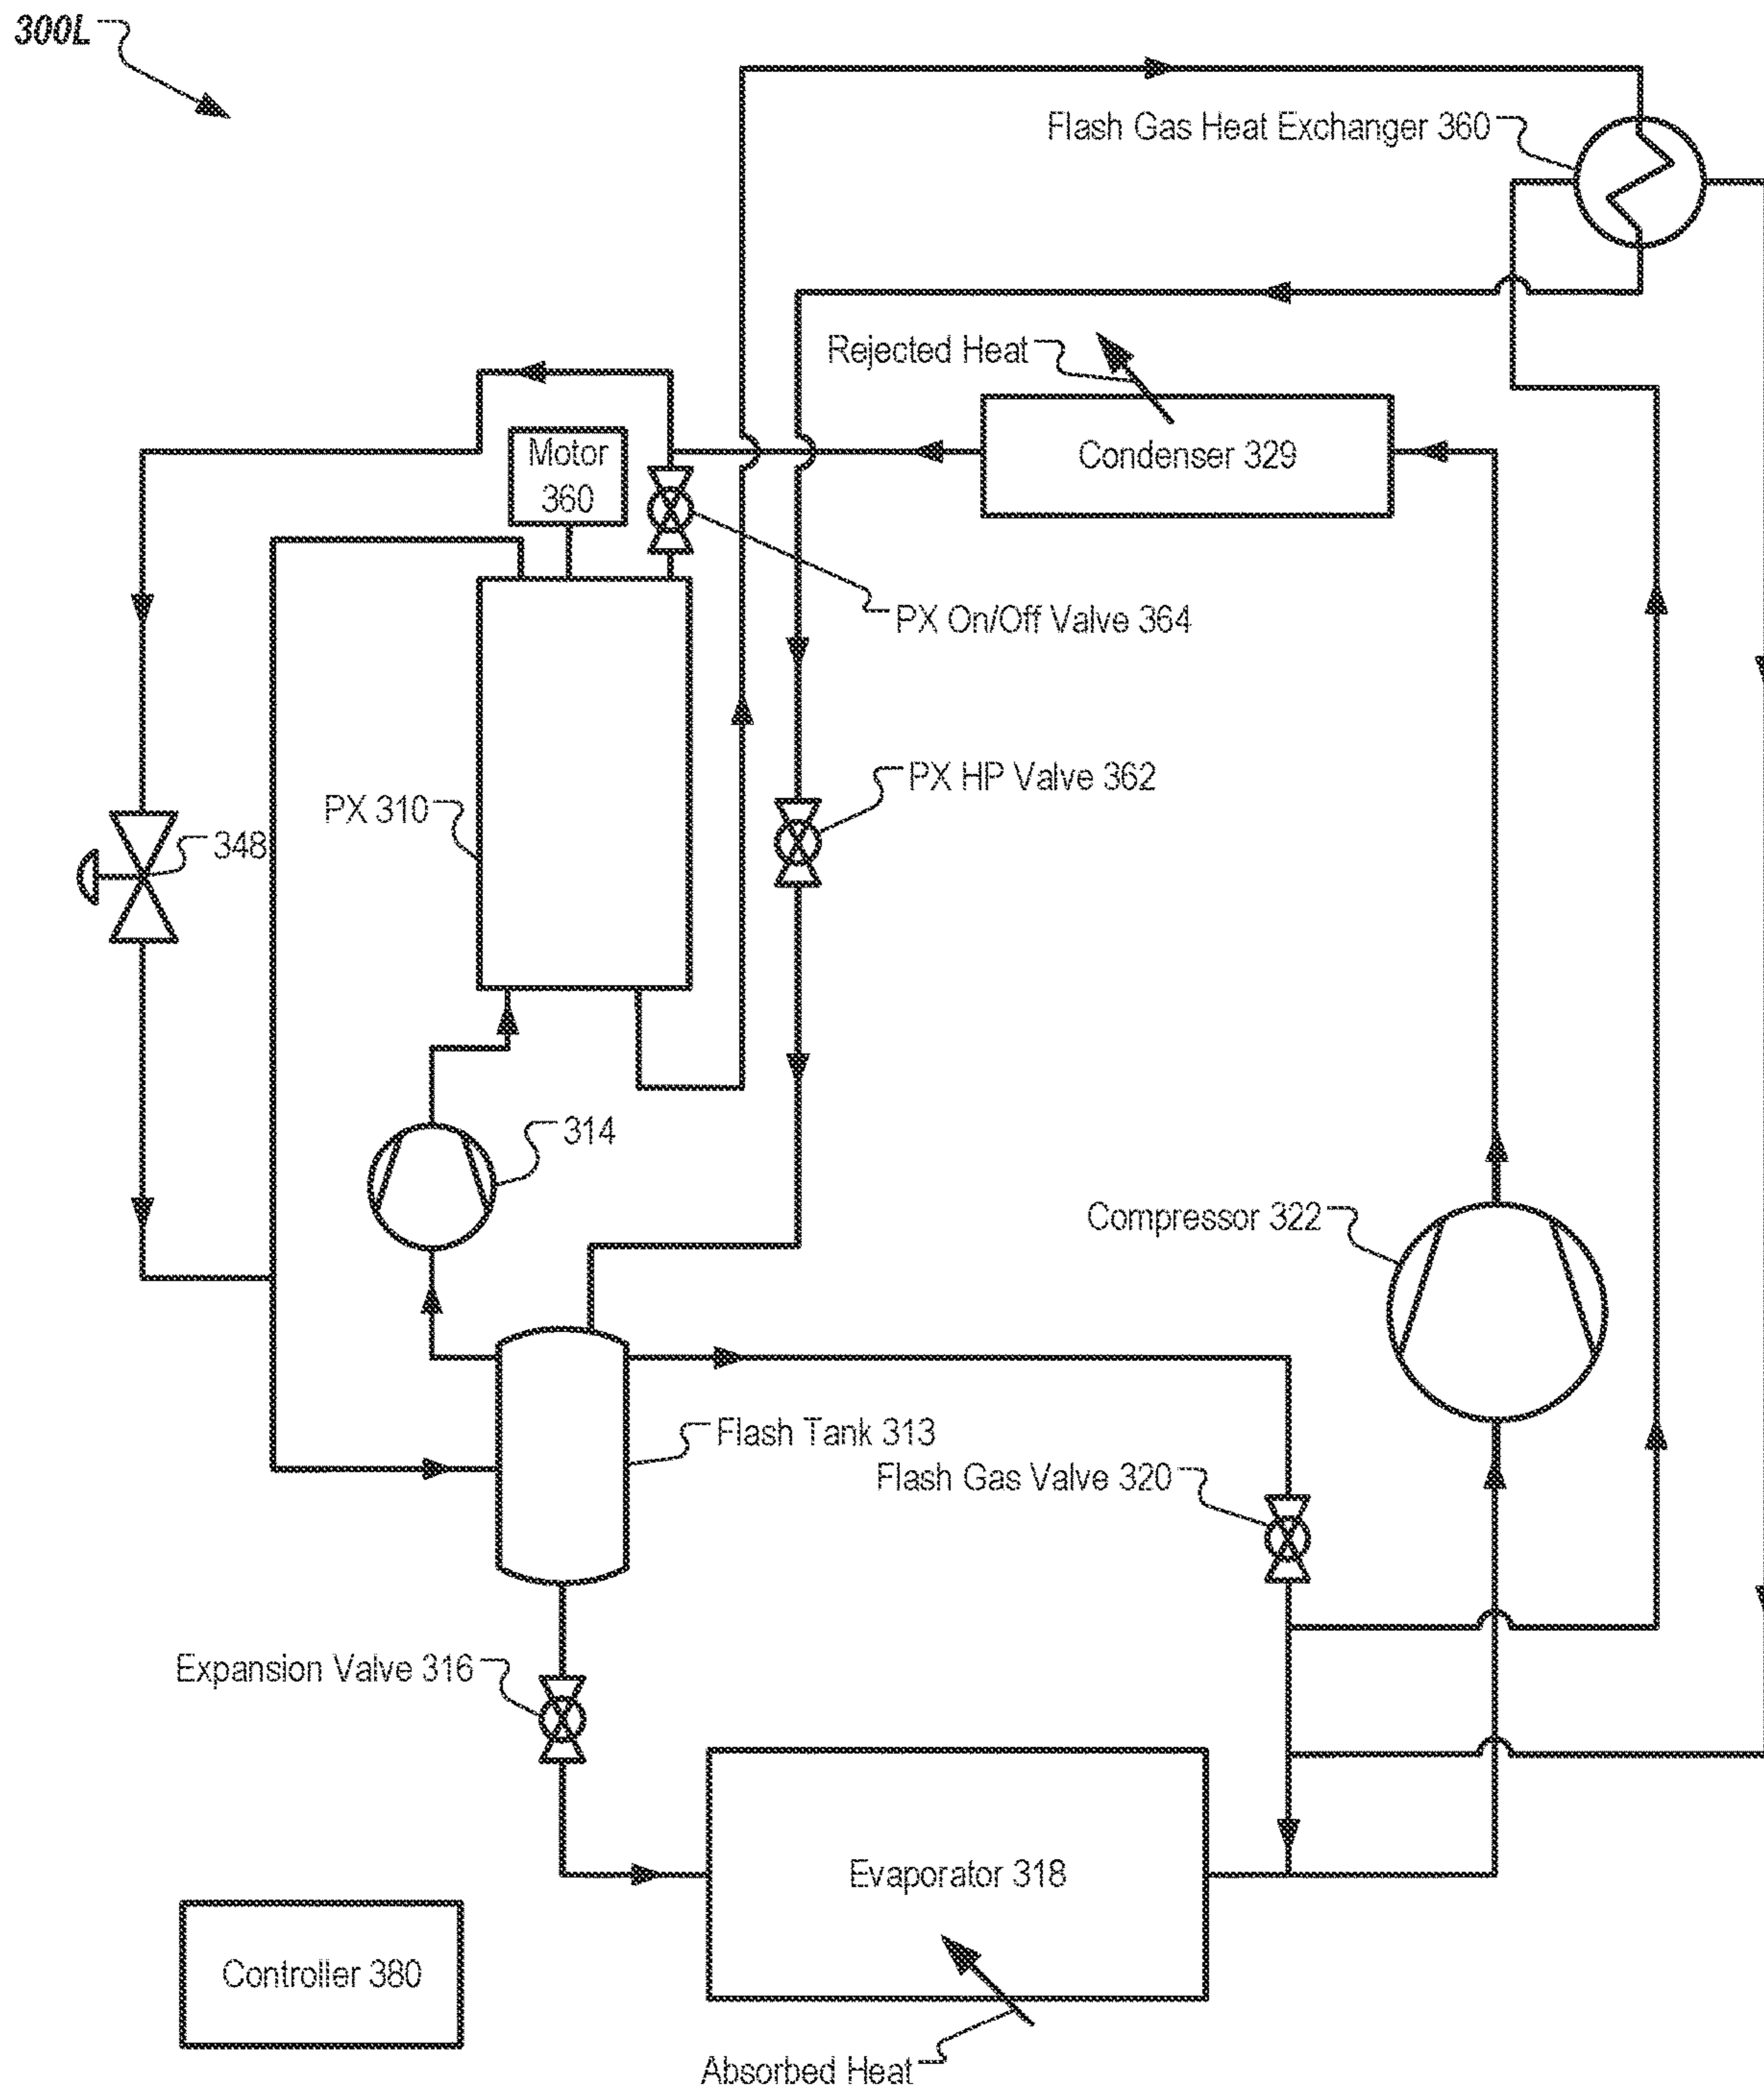 300L
Flash Gas Heat Exchanger 360
Rejected Heat
Motor
360
Condenser 329
PX On/Off Valve 364
PX HP Valve 362
PX 310
348
314
Compressor 322
Flash Tank 313
Flash Gas Valve 320
Expansion Valve 316
Evaporator 318
Controller 380
Absorbed Heat